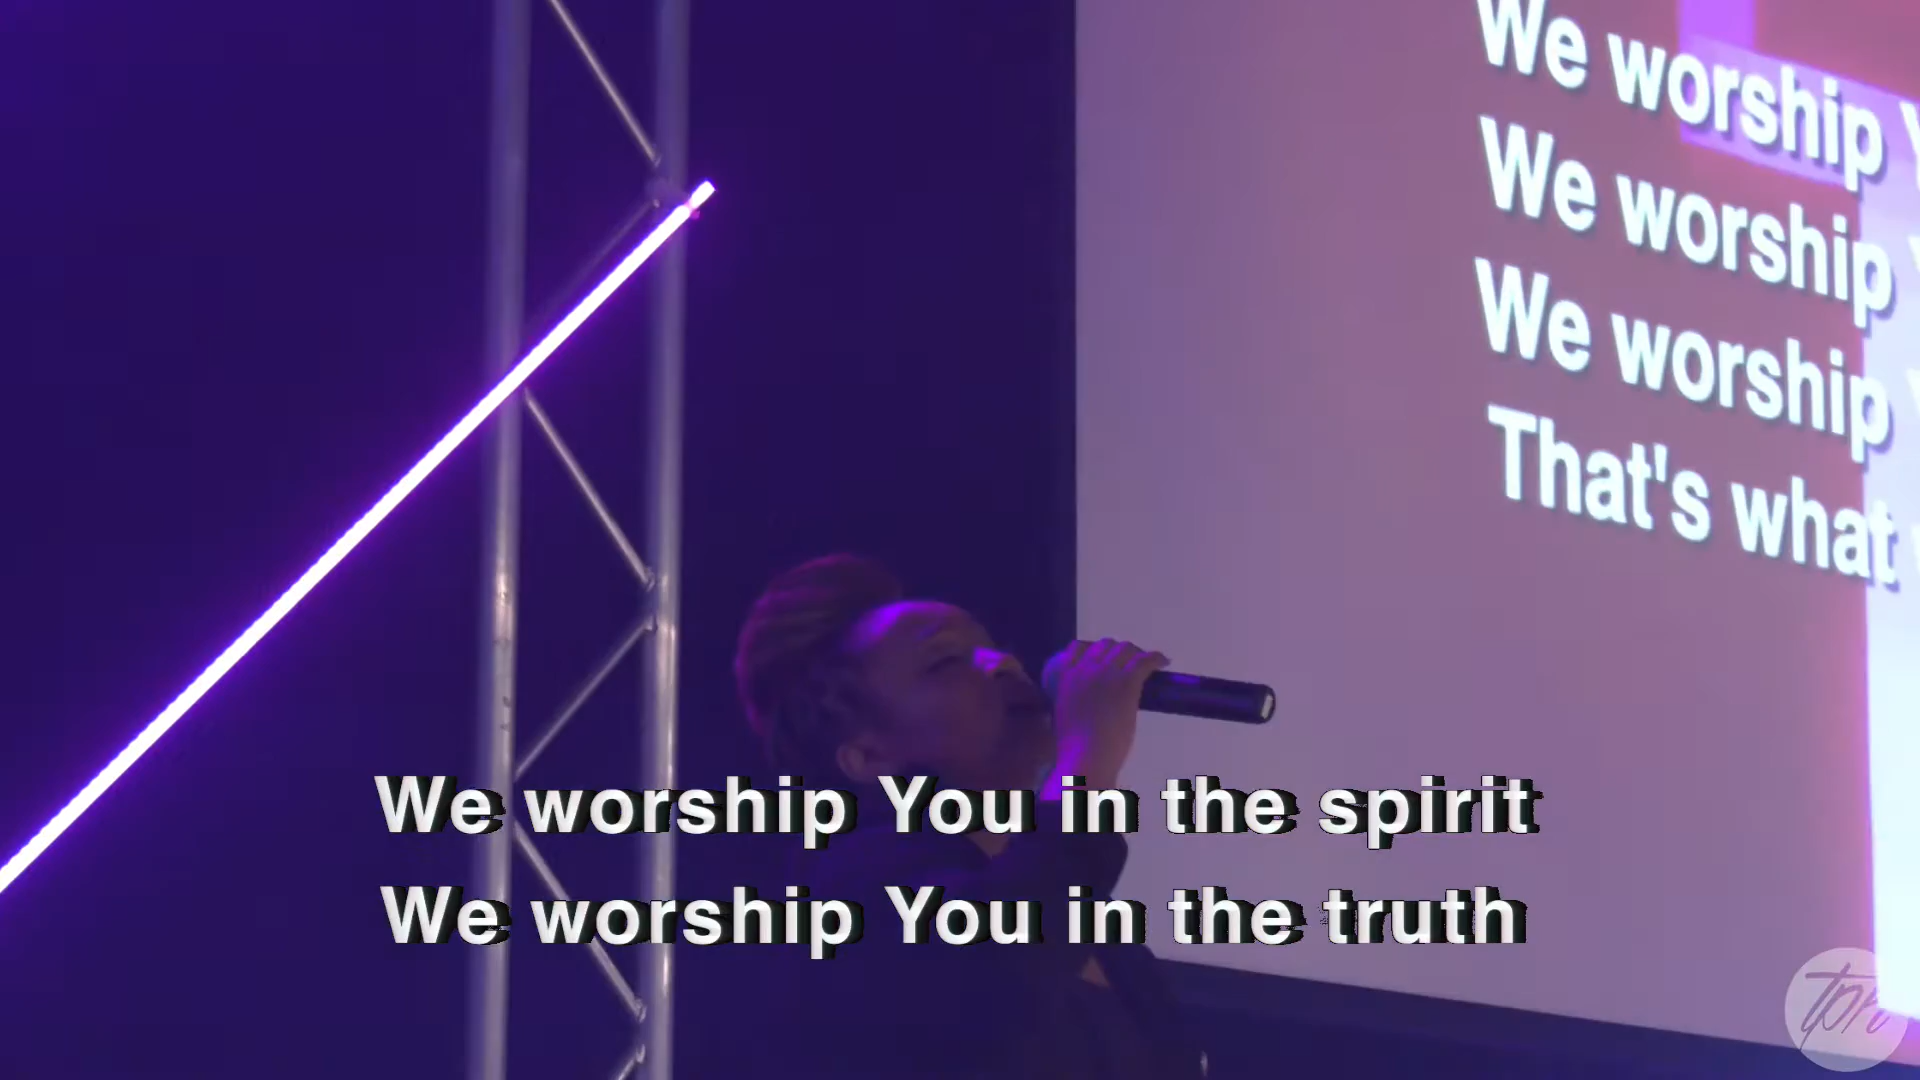 We worship
We worship
We worship
That's what
We worship You in the spirit
We worship You in the truth
tph